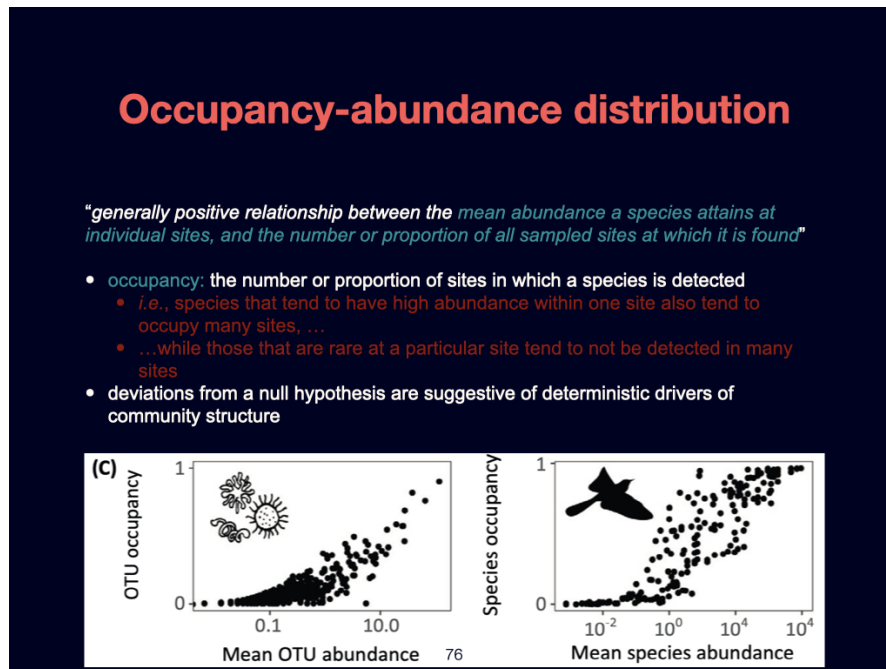 Occupancy-abundance distribution
“generally positive relationship between the mean abundance a species attains at
individual sites, and the number or proportion of all sampled sites at which it is found”
• occupancy: the number or proportion of sites in which a species is detected
• i.e., species that tend to have high abundance within one site also tend to
occupy many sites, …
• …while those that are rare at a particular site tend to not be detected in many
sites
• deviations from a null hypothesis are suggestive of deterministic drivers of
community structure
(C)
OTU occupancy
1
0
0.1 10.0
Mean OTU abundance
Species occupancy
1
0
10⁻² 10⁰ 10⁴ 10⁴
Mean species abundance
76